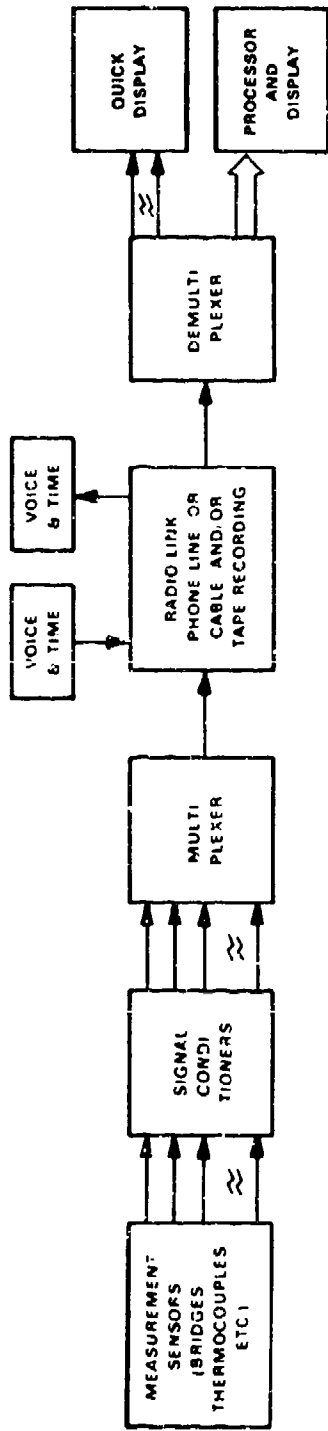 MEASUREMENT
SENSORS
(BRIDGES
THERMOCOUPLES
ETC)
SIGNAL
CONDI
TIONERS
MULTI
PLEXER
VOICE
& TIME
VOICE
& TIME
RADIO LINK
PHONE LINE OR
CABLE AND/OR
TAPE RECORDING
DEMULTI
PLEXER
QUICK
DISPLAY
PROCESSOR
AND
DISPLAY